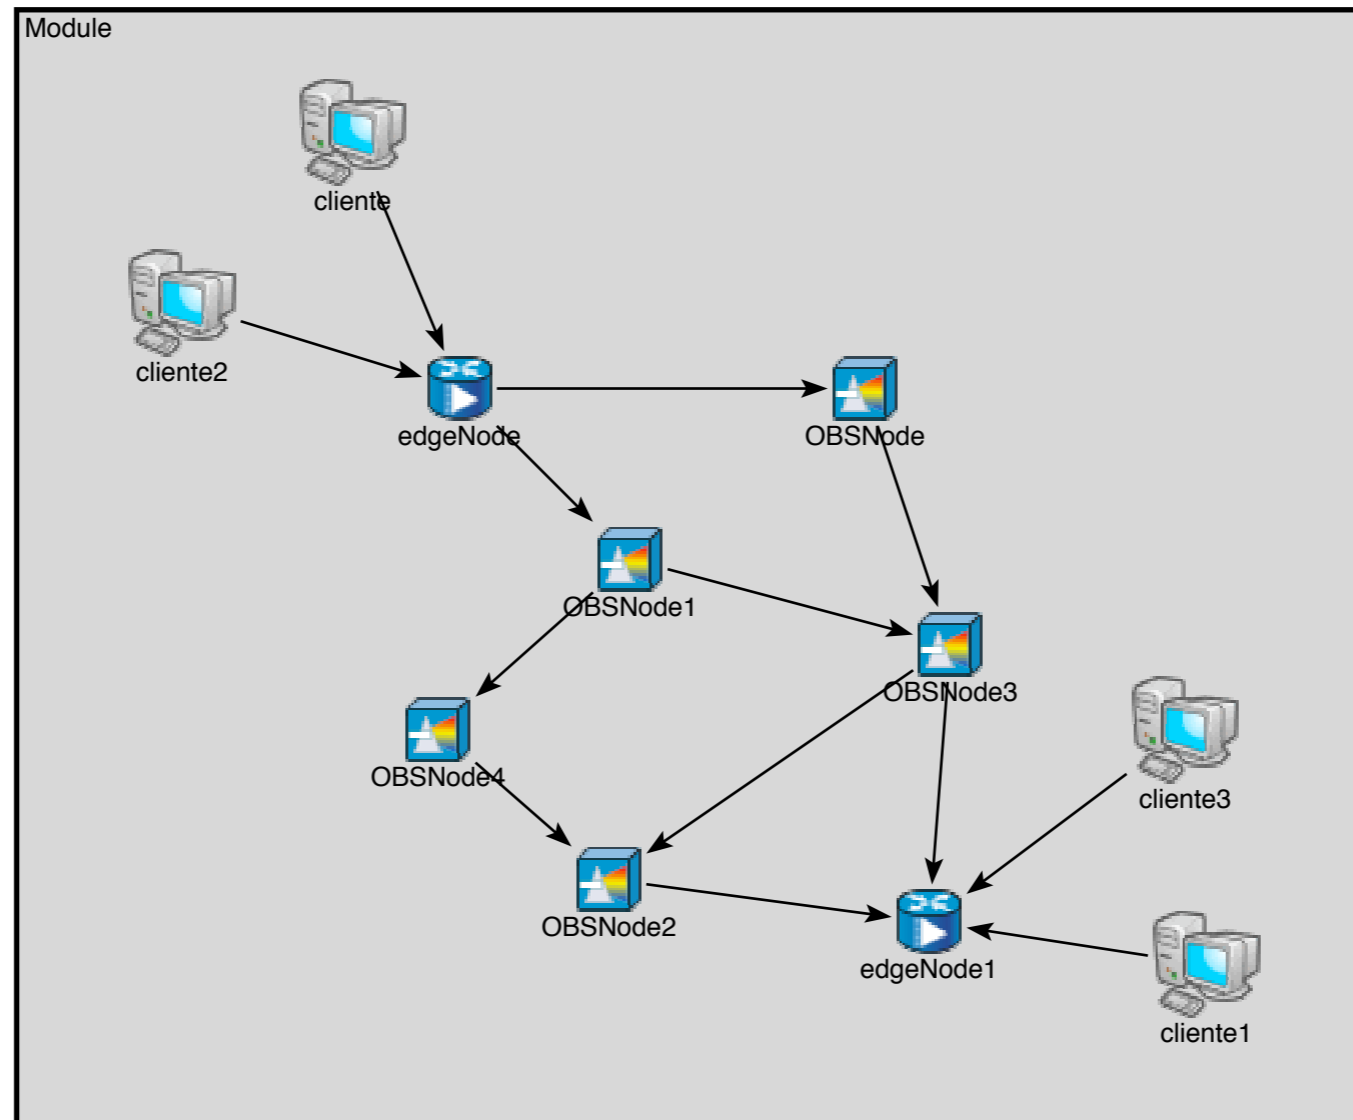 Module
cliente
cliente2
edgeNode
OBSNode
OBSNode1
OBSNode3
OBSNode4
cliente3
OBSNode2
edgeNode1
cliente1